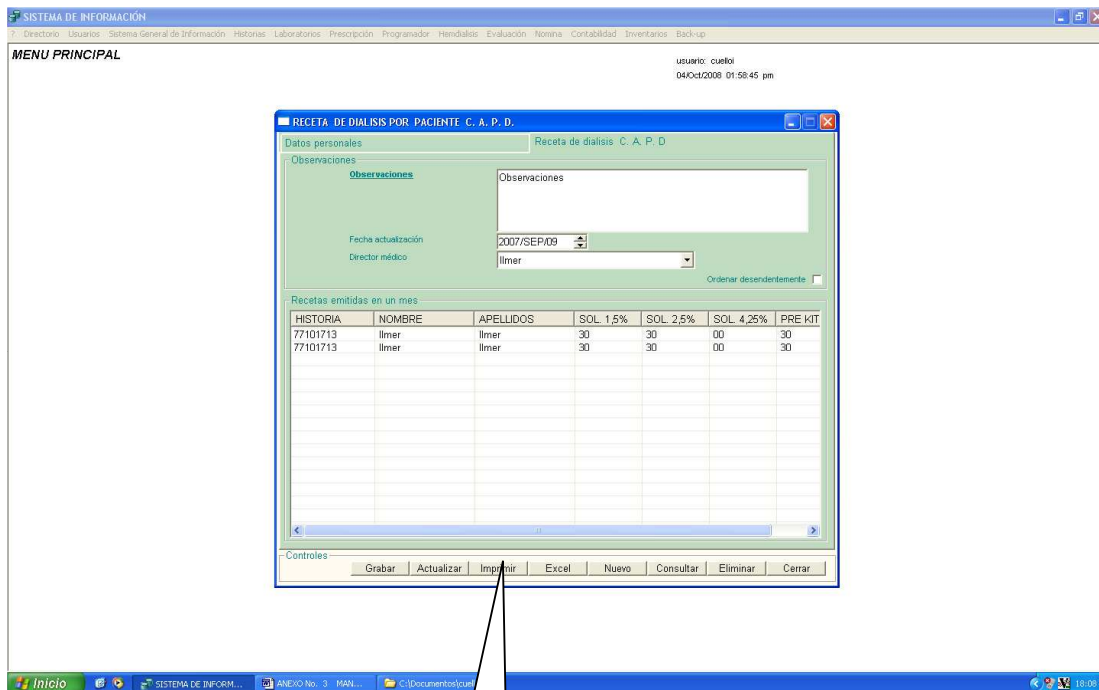 SISTEMA DE INFORMACIÓN
? Directorio Usuarios Sistema General de Información Historias Laboratorios Prescripción Programador Hemdialisis Evaluación Nomina Contabilidad Inventarios Back-up
MENU PRINCIPAL
usuario: cuelloi
04/Oct/2008 01:58:45 pm
RECETA DE DIALISIS POR PACIENTE C. A. P. D.
Datos personales Receta de dialisis C. A. P. D
Observaciones
Observaciones Observaciones
Fecha actualización 2007/SEP/09
Director médico Ilmer
Ordenar desendentemente
Recetas emitidas en un mes
HISTORIA NOMBRE APELLIDOS SOL. 1,5% SOL. 2,5% SOL. 4,25% PRE KIT
77101713 Ilmer Ilmer 30 30 00 30
77101713 Ilmer Ilmer 30 30 00 30
Controles
Grabar Actualizar Imprimir Excel Nuevo Consultar Eliminar Cerrar
Inicio SISTEMA DE INFORM... ANEXO No. 3 MAN... C:\Documentos\cuell 18:08